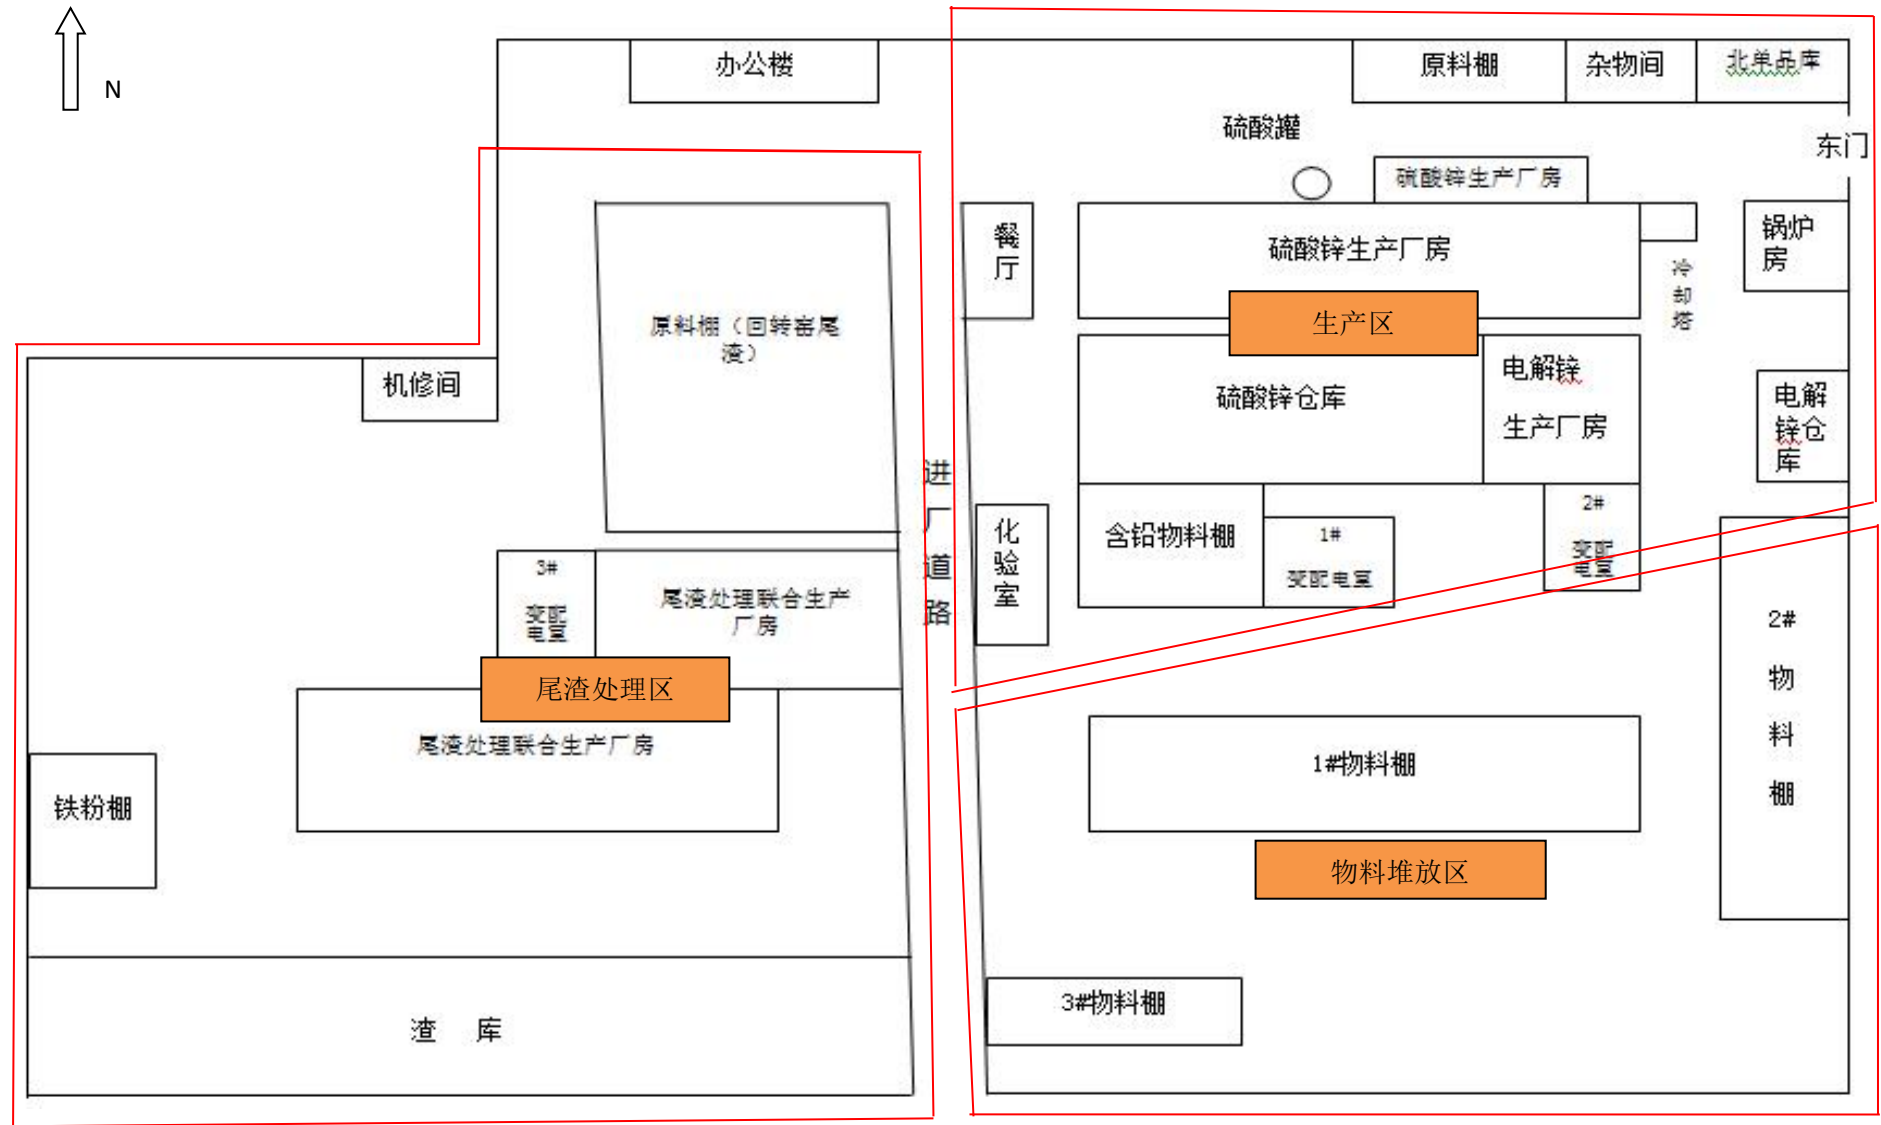 N
办公楼
原料棚
杂物间
北单品库
硫酸罐
东门
硫酸锌生产厂房
餐
厅
硫酸锌生产厂房
冷
却
塔
锅炉
房
生产区
原料棚（回转窑尾
渣）
机修间
硫酸锌仓库
电解锌
生产厂房
电解
锌仓
库
进
厂
道
路
化
验
室
含铅物料棚
1#
变配电室
2#
变配
电室
3#
变配
电室
尾渣处理联合生产
厂房
尾渣处理区
尾渣处理联合生产厂房
2#
物
料
棚
1#物料棚
铁粉棚
物料堆放区
3#物料棚
渣 库